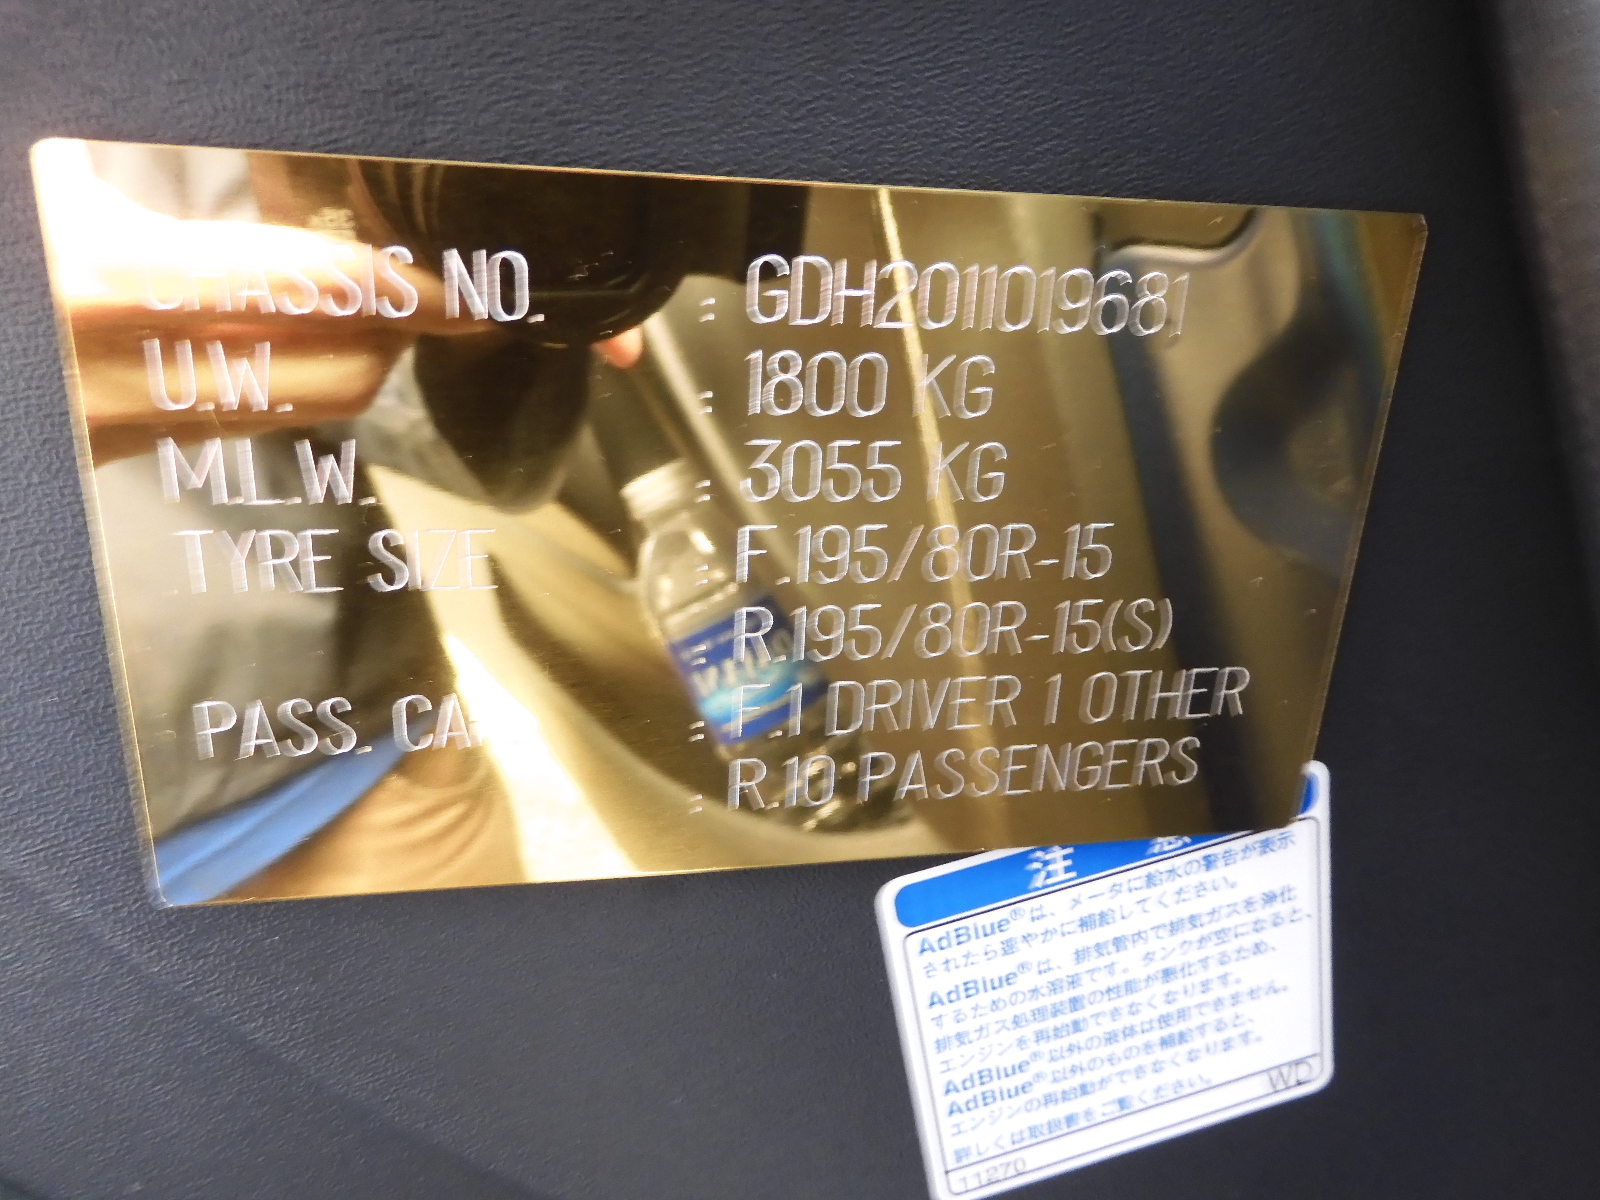 CHASSIS NO. : GDH2011019681
U.W. : 1800 KG
M.L.W. : 3055 KG
TYRE SIZE : F.195/80R-15
: R.195/80R-15(S)
PASS. CA : F.1 DRIVER 1 OTHER
: R.10 PASSENGERS
注 意
AdBlue®は、メータに給水の警告が表示
されたら速やかに補給してください。
AdBlue®は、排気管内で排気ガスを浄化
するための水溶液です。タンクが空になると、
排気ガス処理装置の性能が悪化するため、
エンジンを再始動できなくなります。
AdBlue®以外の液体は使用できません。
AdBlue®以外のものを補給すると、
エンジンの再始動ができなくなります。
詳しくは取扱書をご覧ください。
11270 WD